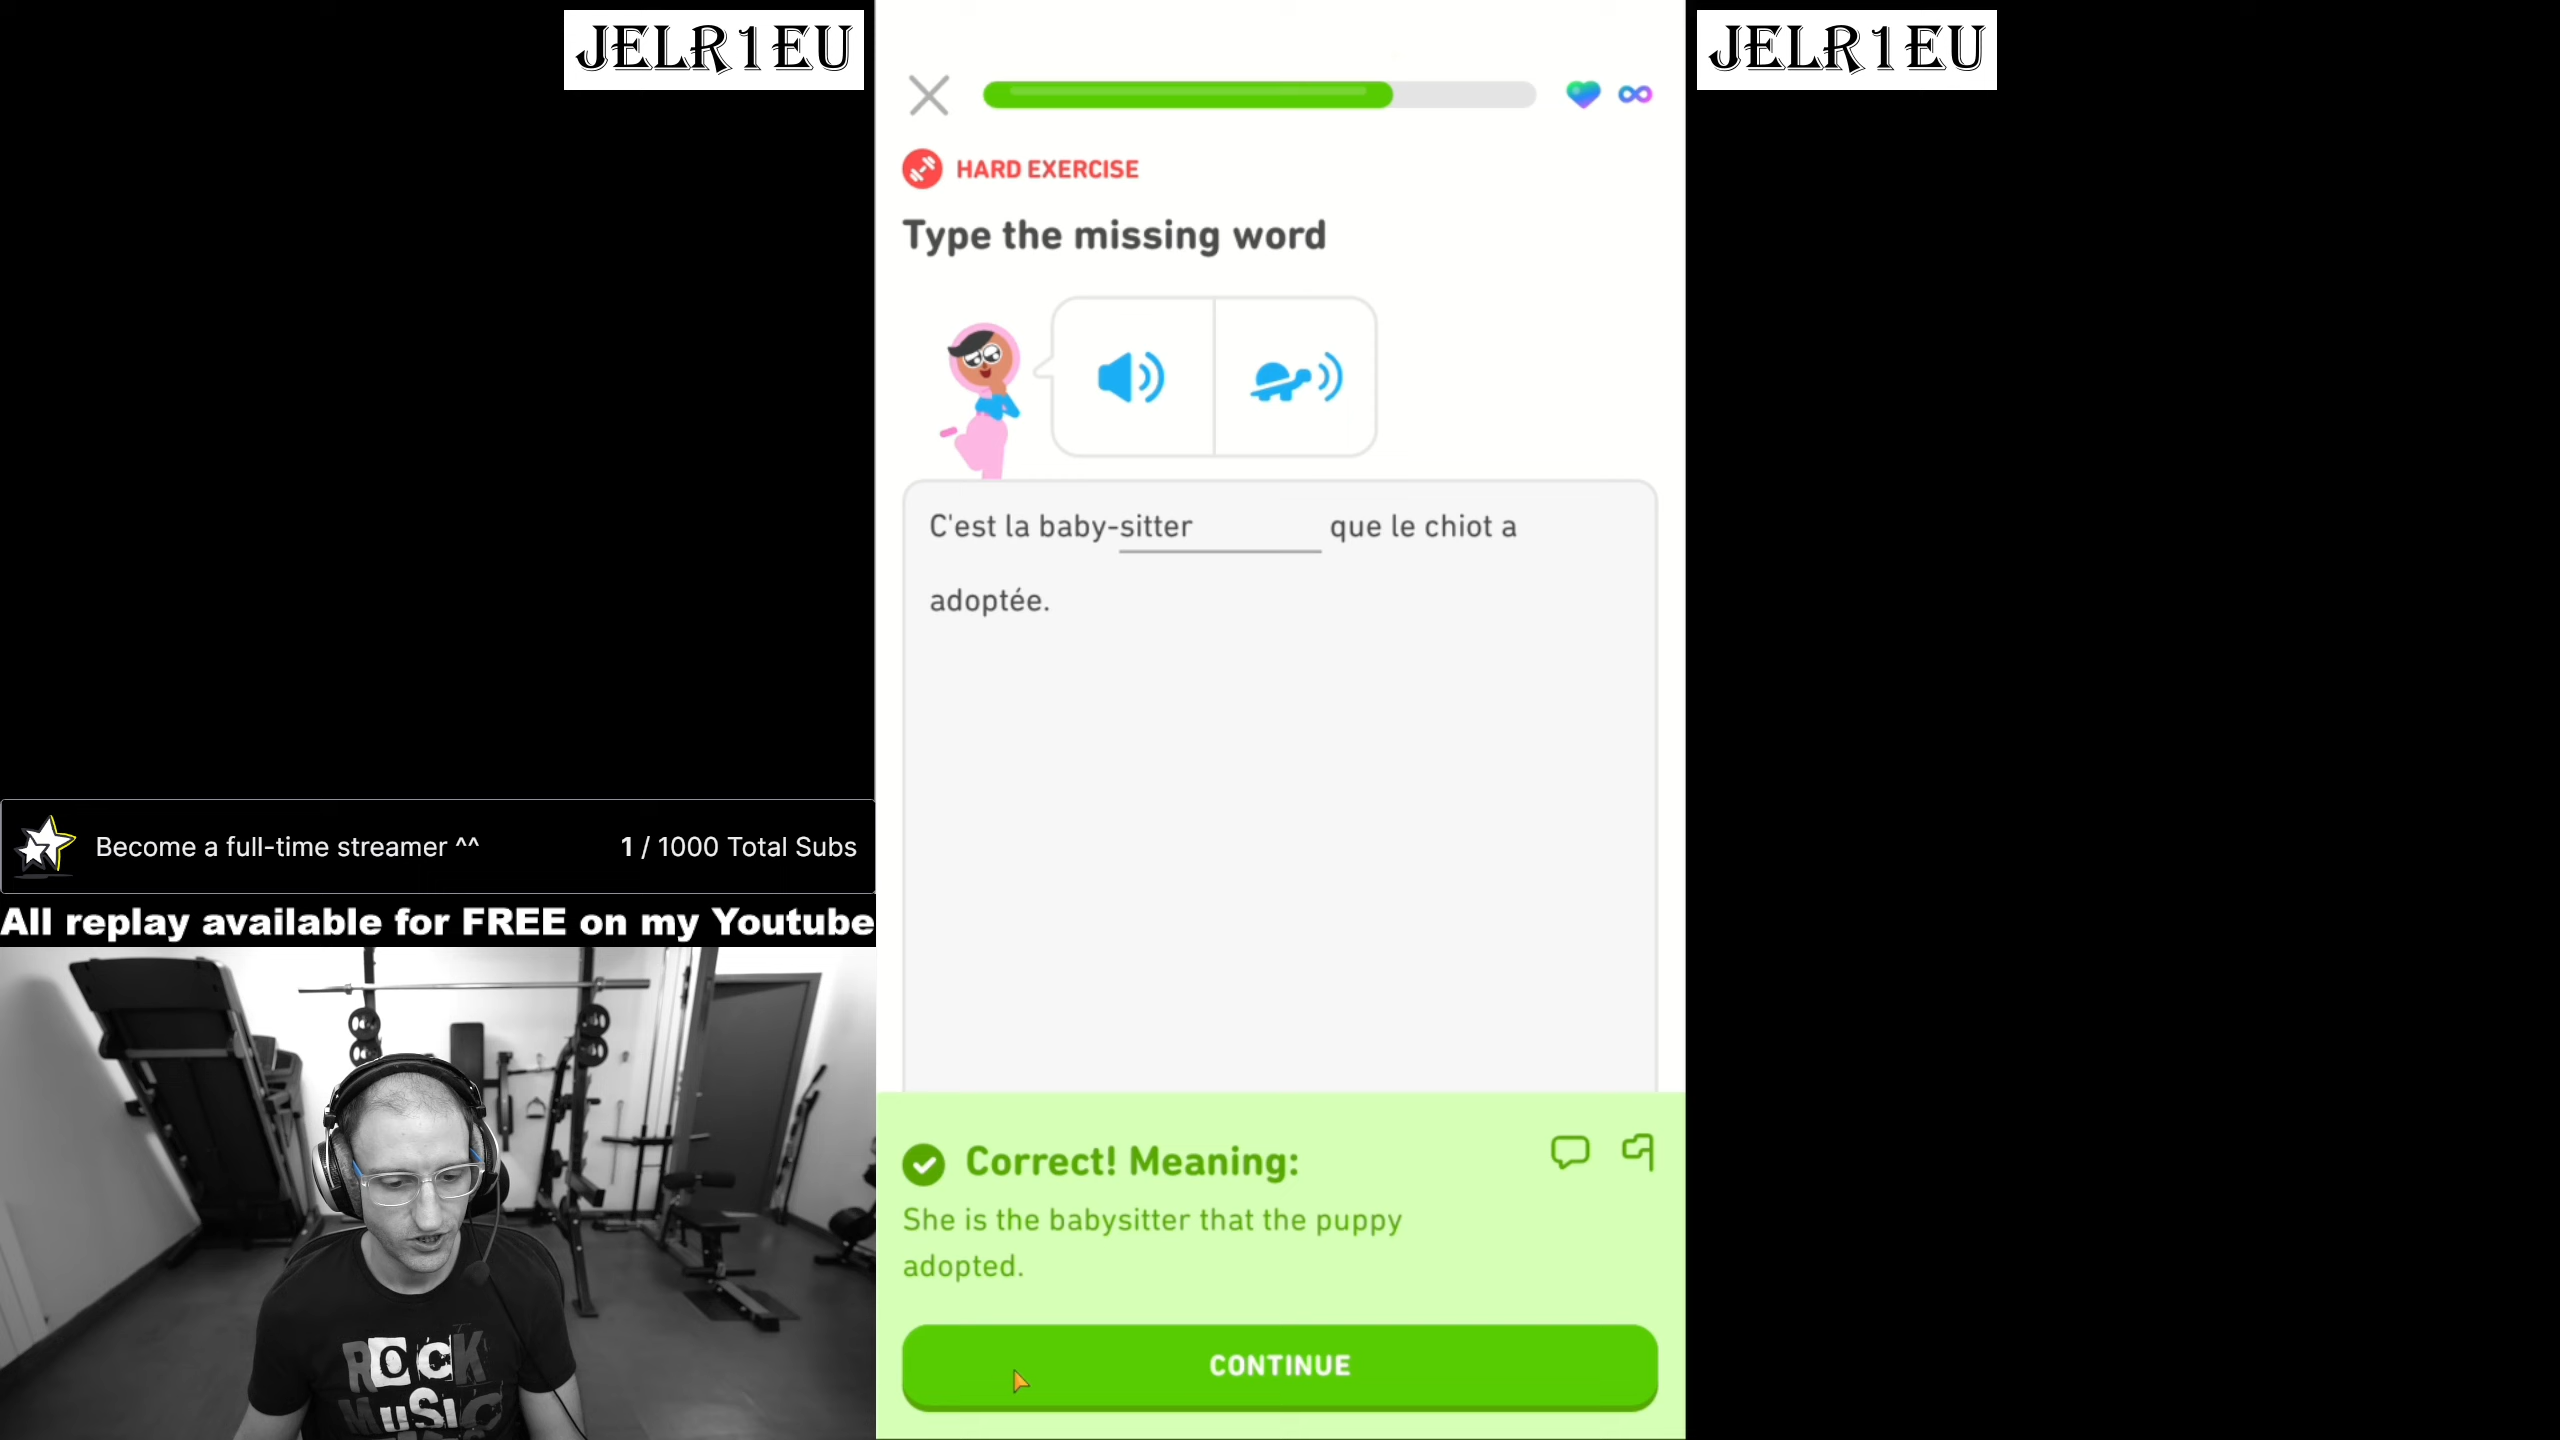 JELR1EU
JELR1EU
HARD EXERCISE
Type the missing word
C'est la baby-sitter que le chiot a
adoptée.
Become a full-time streamer ^^ 1 / 1000 Total Subs
All replay available for FREE on my Youtube
ROCK
MUSIC
Correct! Meaning:
She is the babysitter that the puppy
adopted.
CONTINUE